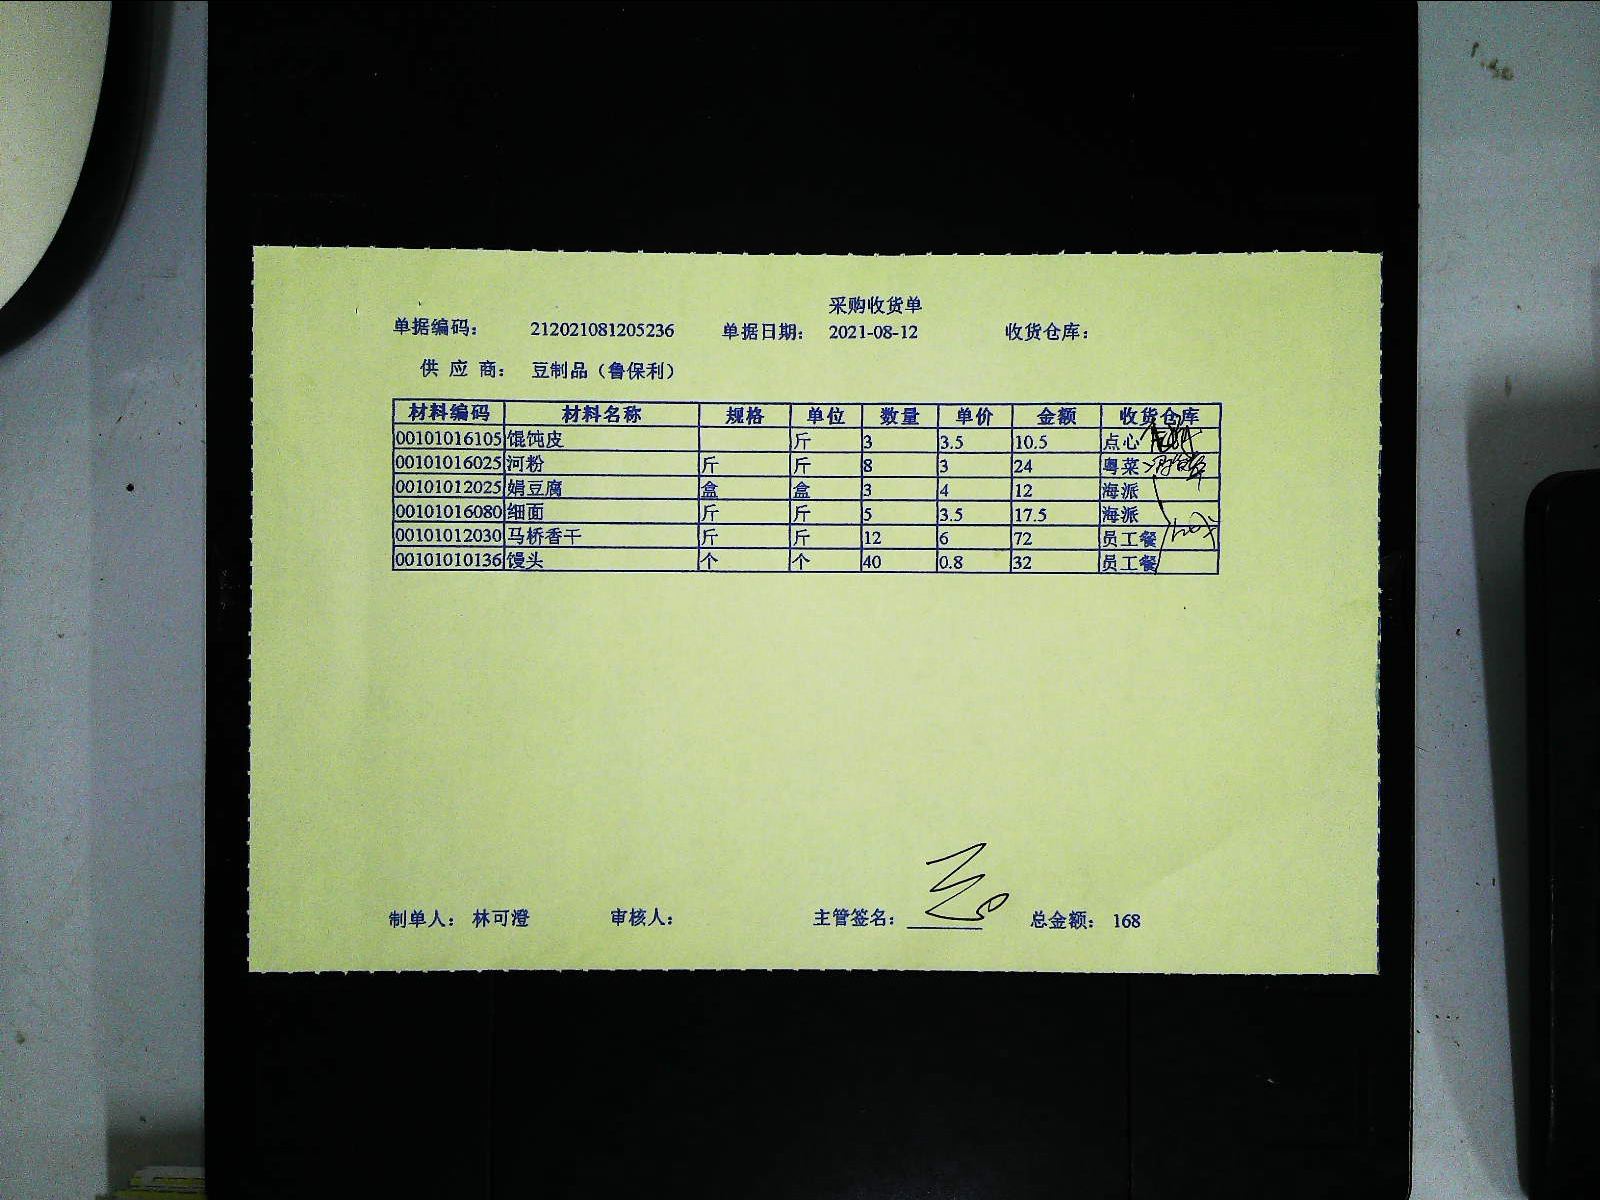 采购收货单
单据编码： 212021081205236 单据日期： 2021-08-12 收货仓库：
供 应 商： 豆制品（鲁保利）
材料编码 材料名称 规格 单位 数量 单价 金额 收货仓库
00101016105 馄饨皮 斤 3 3.5 10.5 点心
00101016025 河粉 斤 斤 8 3 24 粤菜
00101012025 娟豆腐 盒 盒 3 4 12 海派
00101016080 细面 斤 斤 5 3.5 17.5 海派
00101012030 马桥香干 斤 斤 12 6 72 员工餐
00101010136 馒头 个 个 40 0.8 32 员工餐
制单人： 林可澄 审核人： 主管签名： 总金额： 168